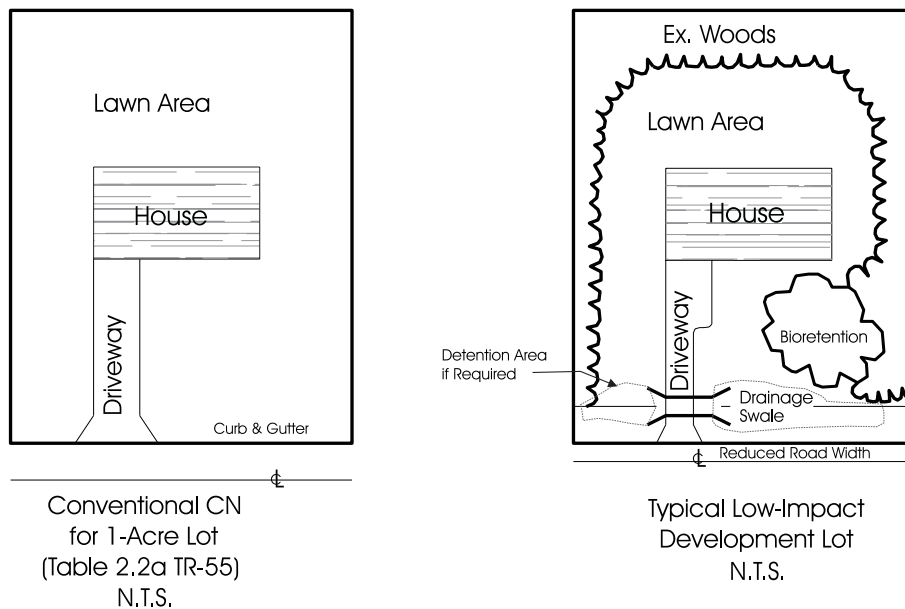 Lawn Area
House
Driveway
Curb & Gutter
℄
Conventional CN
for 1-Acre Lot
(Table 2.2a TR-55)
N.T.S.
Ex. Woods
Lawn Area
House
Driveway
Bioretention
Detention Area
if Required
Drainage
Swale
Reduced Road Width
℄
Typical Low-Impact
Development Lot
N.T.S.